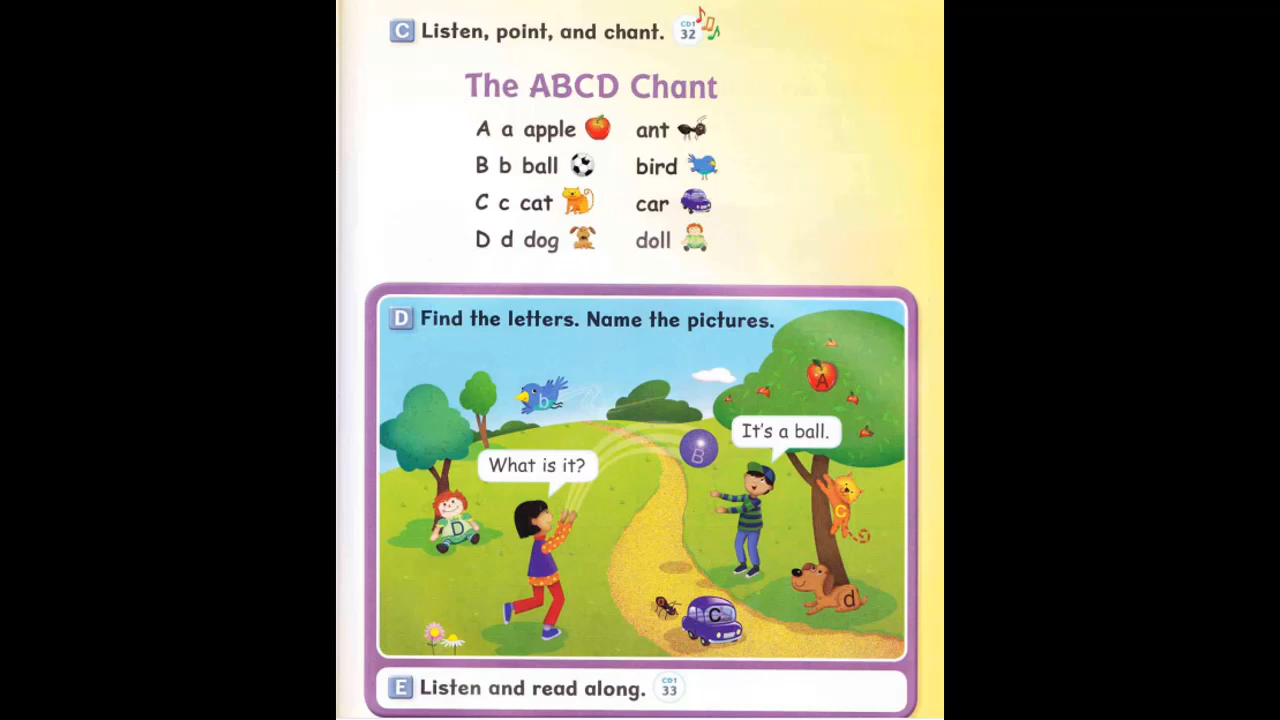 C Listen, point, and chant. CD1 32
The ABCD Chant
A a apple ant
B b ball bird
C c cat car
D d dog doll
D Find the letters. Name the pictures.
A
b
It's a ball.
B
What is it?
C
D
d
C
E Listen and read along. CD1 33